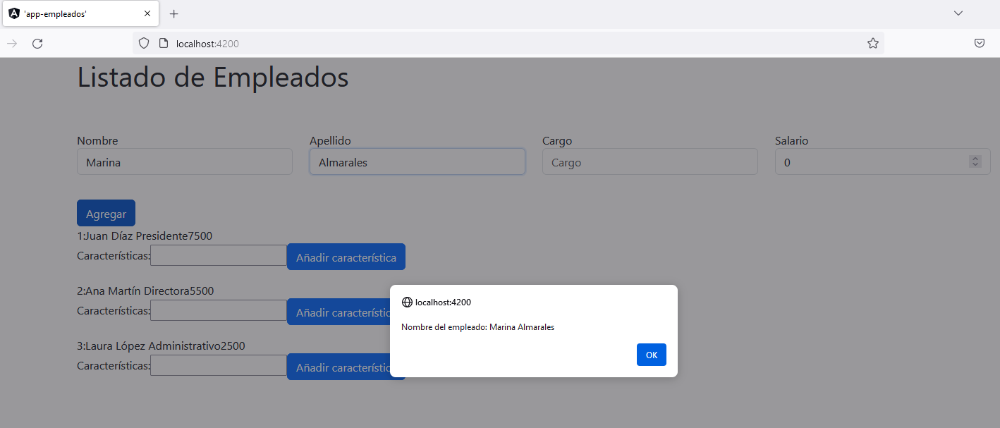 'app-empleados'
localhost:4200
Listado de Empleados
Nombre Apellido Cargo Salario
Marina Almarales Cargo 0
Agregar
1:Juan Díaz Presidente7500
Características: Añadir característica
2:Ana Martín Directora5500
Características: Añadir característic
3:Laura López Administrativo2500
Características: Añadir característic
localhost:4200
Nombre del empleado: Marina Almarales
OK